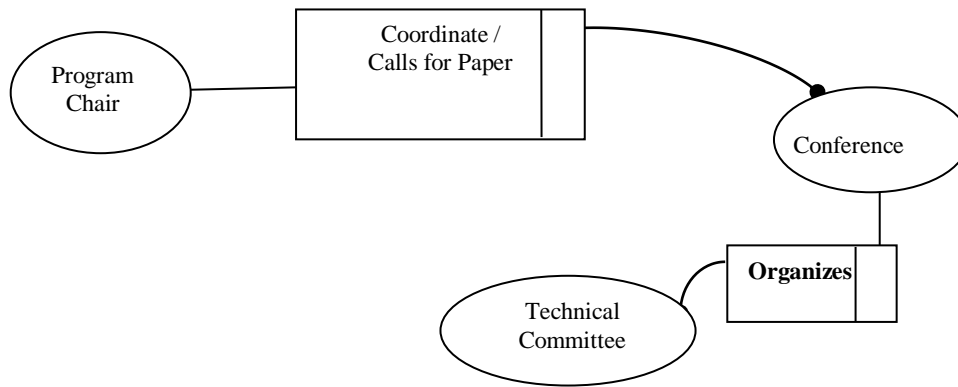 Coordinate /
Calls for Paper
Program
Chair
Conference
Organizes
Technical
Committee